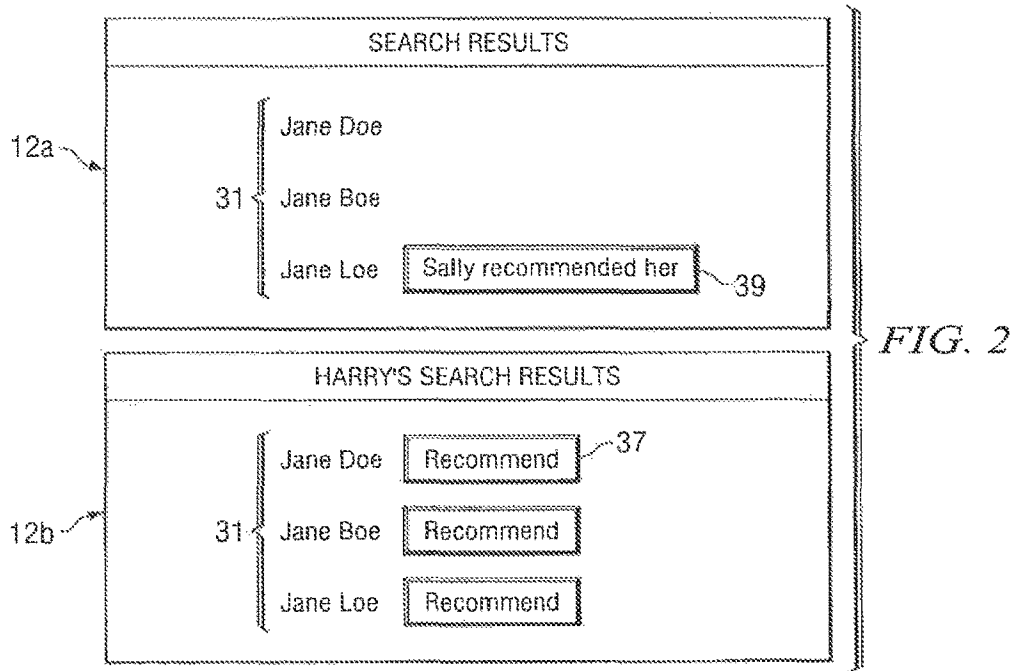 SEARCH RESULTS
12a
31
Jane Doe
Jane Boe
Jane Loe Sally recommended her 39
FIG. 2
HARRY'S SEARCH RESULTS
12b
31
Jane Doe Recommend 37
Jane Boe Recommend
Jane Loe Recommend